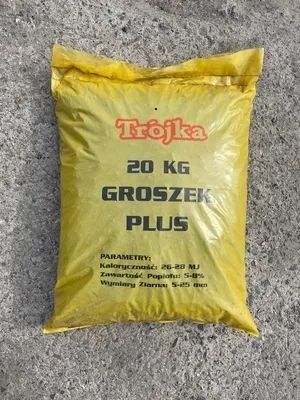 Trójka
20 KG
GROSZEK
PLUS
PARAMETRY:
Kaloryczność: 26-28 MJ
Zawartość Popiołu: 5-8%
Wymiary Ziarna: 5-25 mm